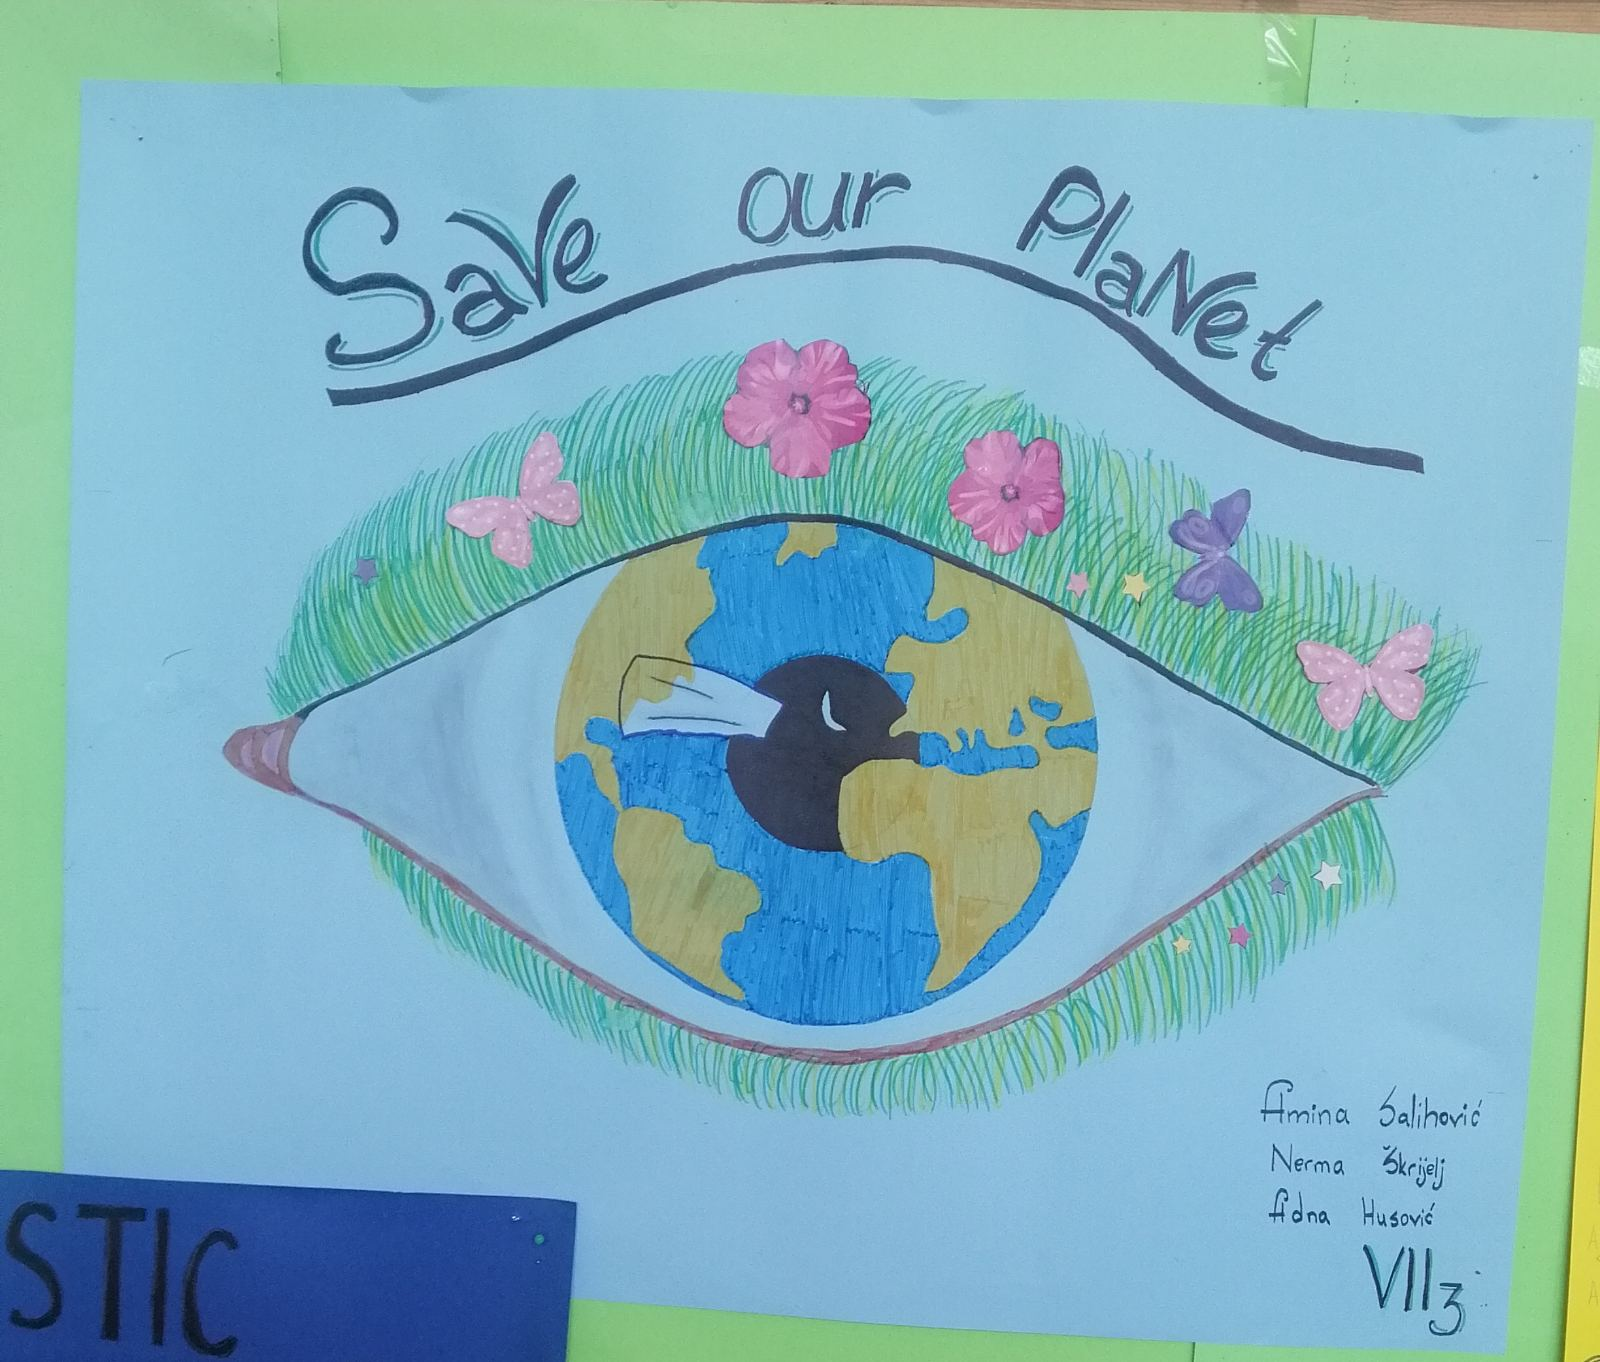 SaVe our PlaNet
Amina Salihović
Nerma Škrijelj
Adna Husović
VII3
STIC